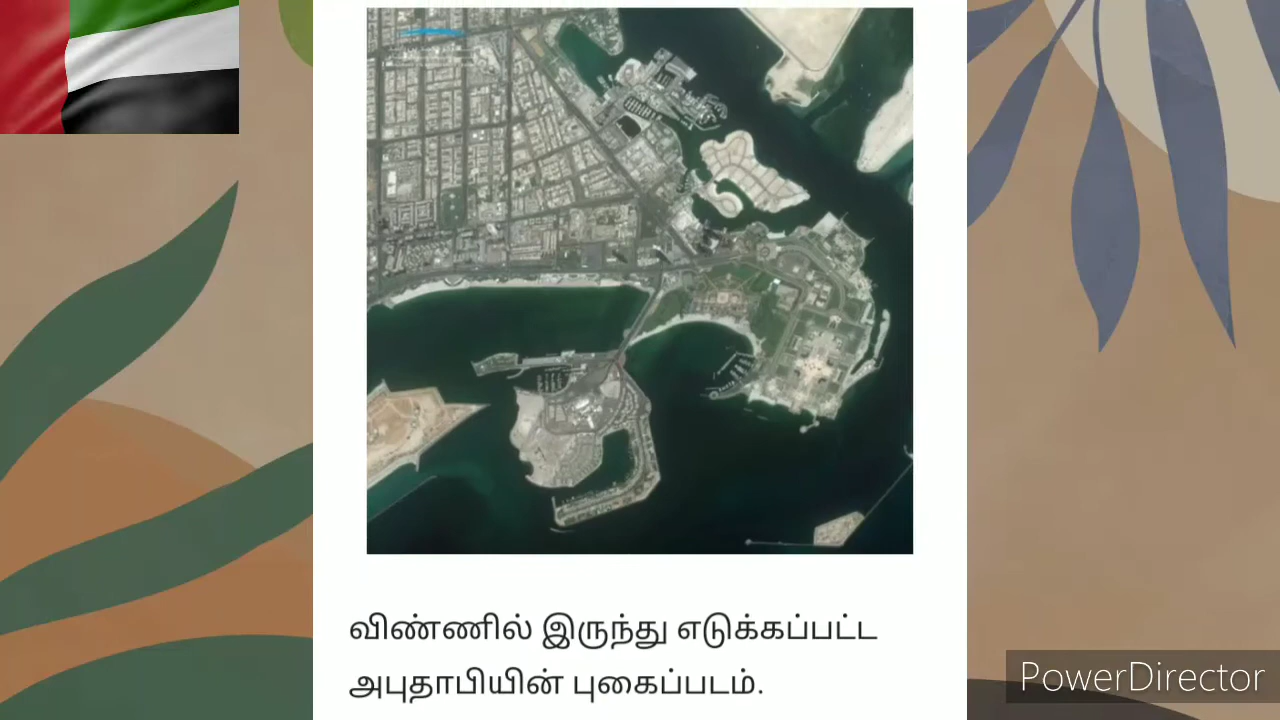 விண்ணில் இருந்து எடுக்கப்பட்ட
அபுதாபியின் புகைப்படம்.
PowerDirector